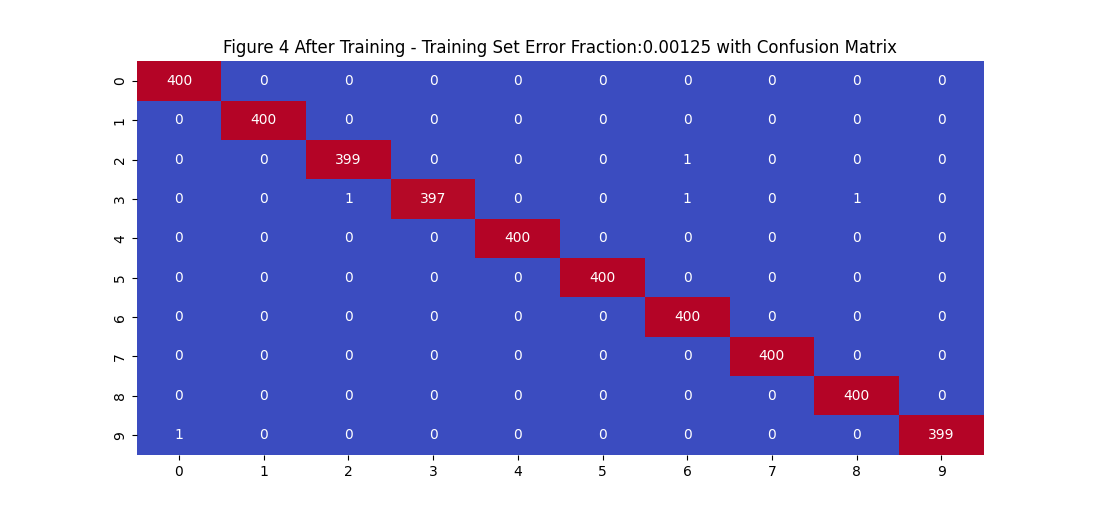 Figure 4 After Training - Training Set Error Fraction:0.00125 with Confusion Matrix
0 400 0 0 0 0 0 0 0 0 0
1 0 400 0 0 0 0 0 0 0 0
2 0 0 399 0 0 0 1 0 0 0
3 0 0 1 397 0 0 1 0 1 0
4 0 0 0 0 400 0 0 0 0 0
5 0 0 0 0 0 400 0 0 0 0
6 0 0 0 0 0 0 400 0 0 0
7 0 0 0 0 0 0 0 400 0 0
8 0 0 0 0 0 0 0 0 400 0
9 1 0 0 0 0 0 0 0 0 399
0 1 2 3 4 5 6 7 8 9